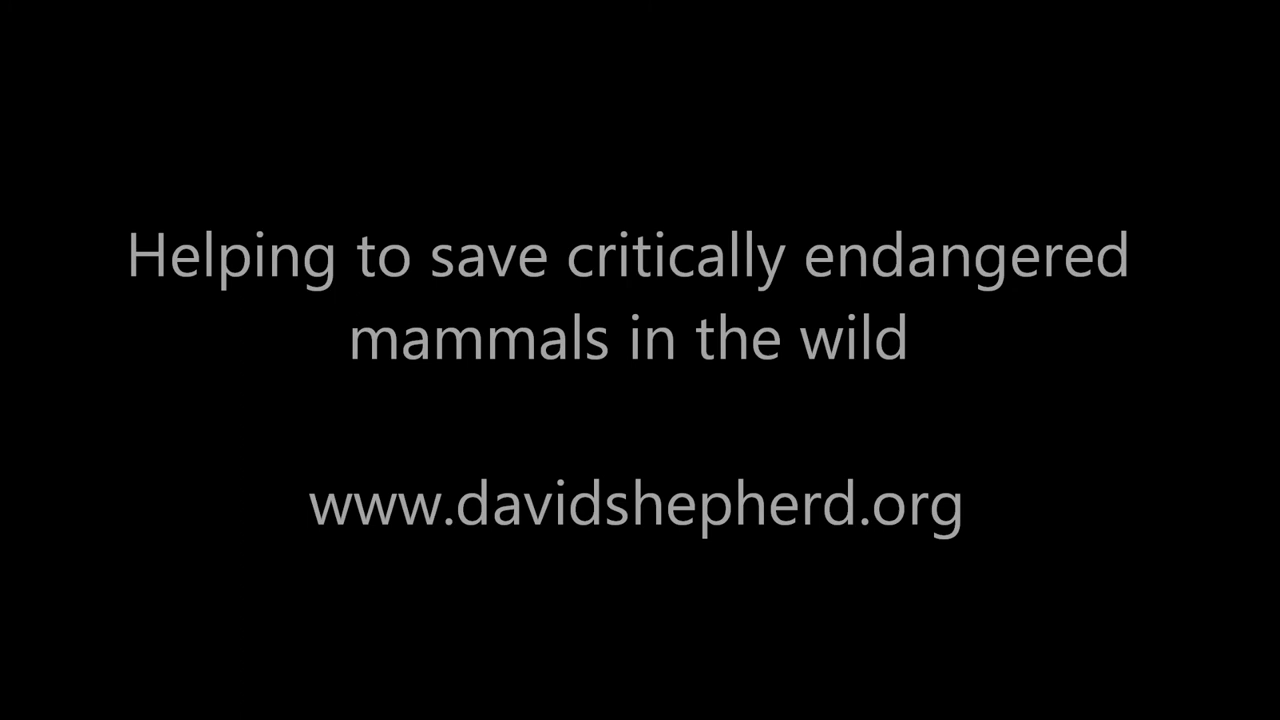 Helping to save critically endangered
mammals in the wild
www.davidshepherd.org